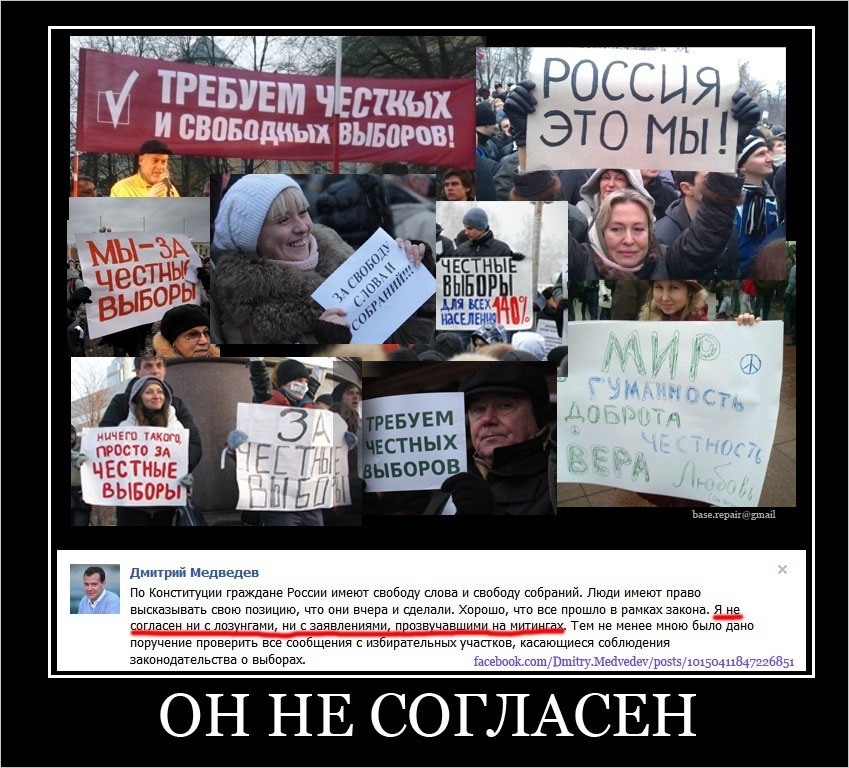 ТРЕБУЕМ ЧЕСТНЫХ
И СВОБОДНЫХ ВЫБОРОВ!
РОССИЯ
ЭТО МЫ!
МЫ-ЗА
ЧЕСТНЫЕ
ВЫБОРЫ
ЗА СВОБОДУ
СЛОВА И
СОБРАНИЙ!!!
ЧЕСТНЫЕ
ВЫБОРЫ
ДЛЯ ВСЕХ
НАСЕЛЕНИЯ 140%
МИР
ГУМАННОСТЬ
ДОБРОТА
ЧЕСТНОСТЬ
ВЕРА Любовь
НИЧЕГО ТАКОГО,
ПРОСТО ЗА
ЧЕСТНЫЕ
ВЫБОРЫ
ЗА
ЧЕСТНЫЕ
ВЫБОРЫ
ТРЕБУЕМ
ЧЕСТНЫХ
ВЫБОРОВ
base.repair@gmail
Дмитрий Медведев
По Конституции граждане России имеют свободу слова и свободу собраний. Люди имеют право
высказывать свою позицию, что они вчера и сделали. Хорошо, что все прошло в рамках закона. Я не
согласен ни с лозунгами, ни с заявлениями, прозвучавшими на митингах. Тем не менее мною было дано
поручение проверить все сообщения с избирательных участков, касающиеся соблюдения
законодательства о выборах.
facebook.com/Dmitry.Medvedev/posts/10150411847226851
ОН НЕ СОГЛАСЕН